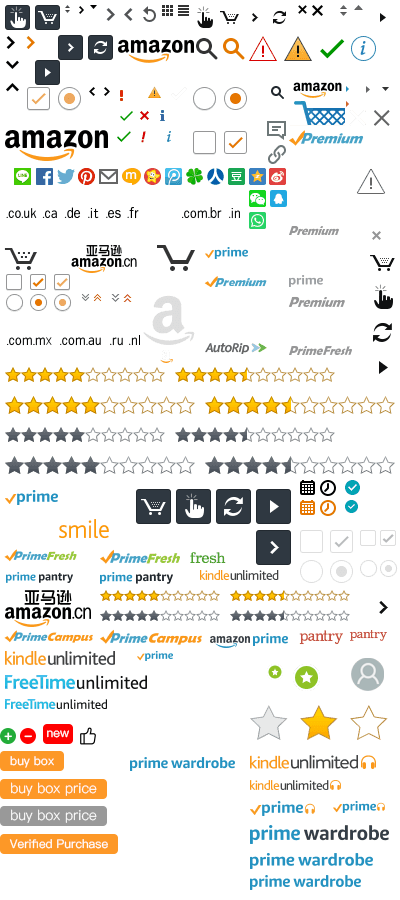 amazon
amazon
amazon
Premium
.co.uk .ca .de .it .es .fr
.com.br .in
Premium
亚马逊
amazon.cn
prime
Premium
prime
Premium
a
.com.mx .com.au .ru .nl
AutoRip
PrimeFresh
prime
smile
PrimeFresh
PrimeFresh
fresh
prime pantry
prime pantry
kindleunlimited
亚马逊
amazon.cn
PrimeCampus
PrimeCampus
amazon prime
pantry
pantry
kindleunlimited
prime
FreeTimeunlimited
FreeTimeunlimited
new
buy box
prime wardrobe
kindleunlimited
buy box price
kindleunlimited
buy box price
prime
prime
prime wardrobe
Verified Purchase
prime wardrobe
prime wardrobe